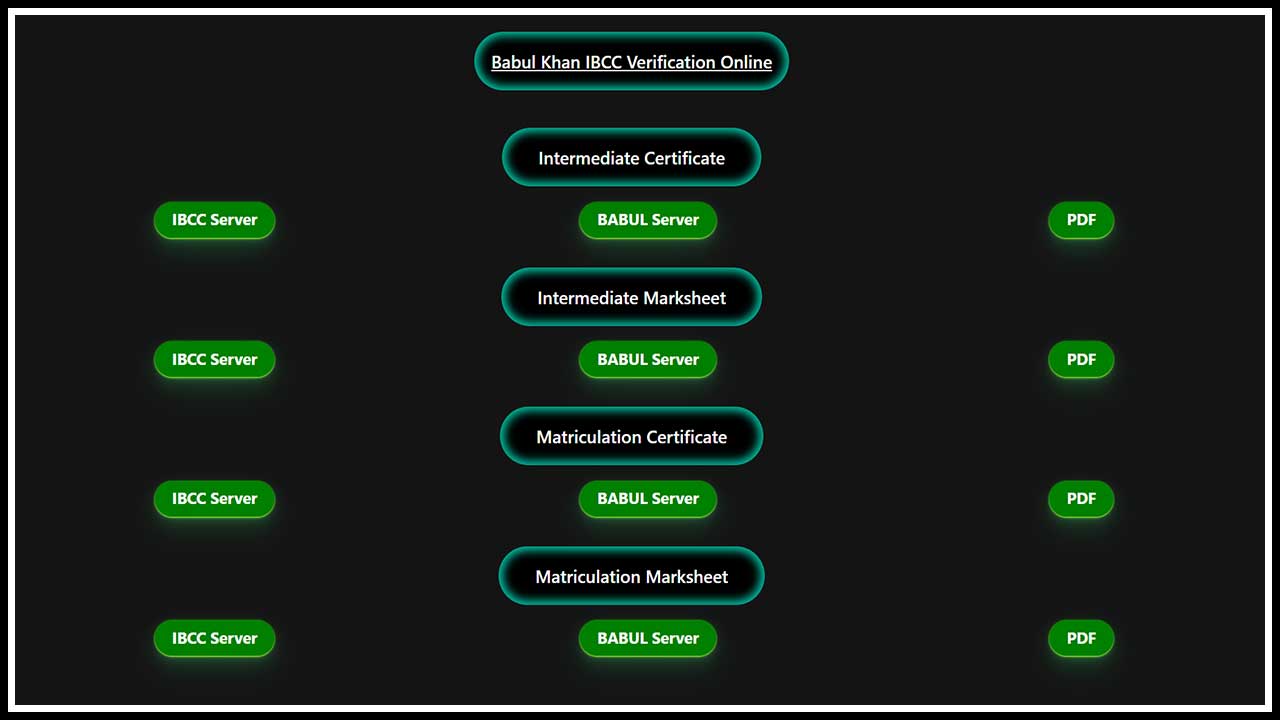 Babul Khan IBCC Verification Online
Intermediate Certificate
IBCC Server BABUL Server PDF
Intermediate Marksheet
IBCC Server BABUL Server PDF
Matriculation Certificate
IBCC Server BABUL Server PDF
Matriculation Marksheet
IBCC Server BABUL Server PDF